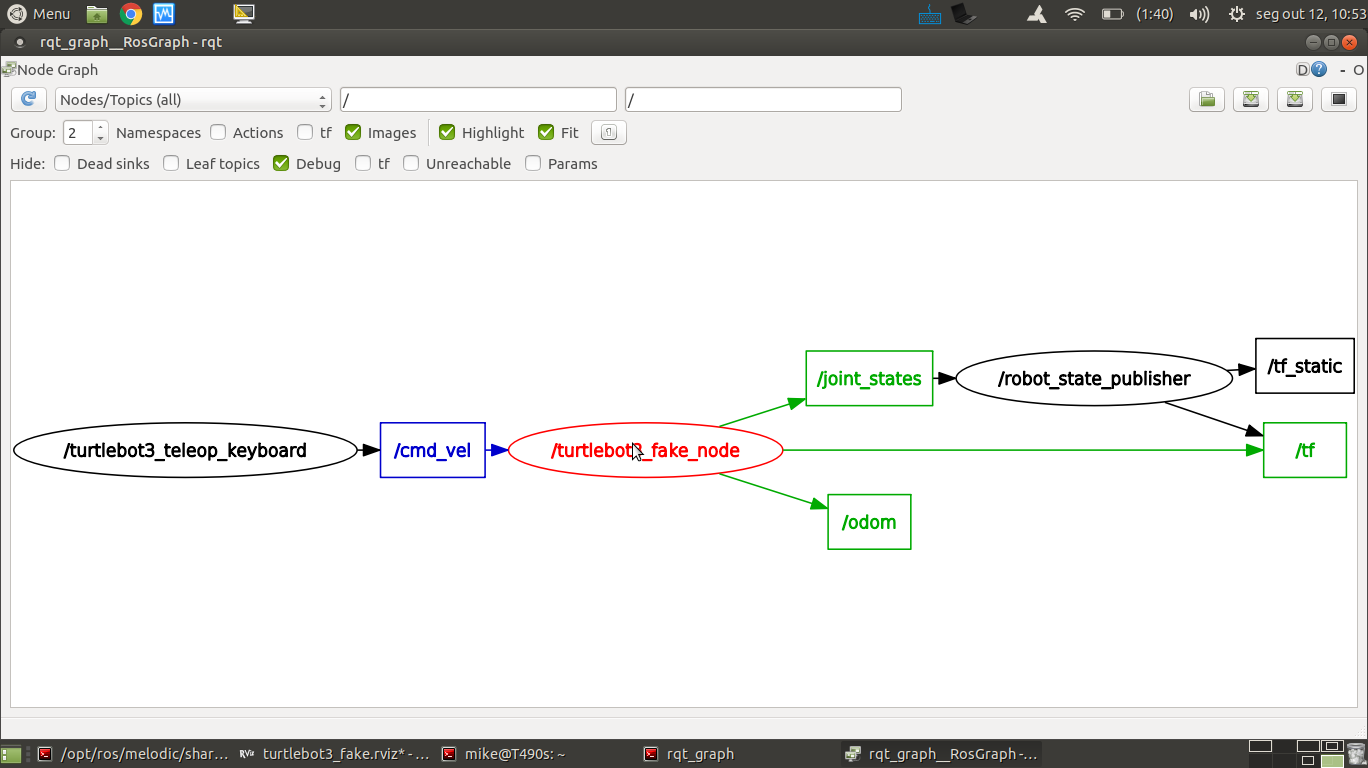 Menu (1:40) seg out 12, 10:53
rqt_graph__RosGraph - rqt
Node Graph D ? - O
Nodes/Topics (all) / /
Group: 2 Namespaces Actions tf Images Highlight Fit
Hide: Dead sinks Leaf topics Debug tf Unreachable Params
/tf_static
/joint_states /robot_state_publisher
/turtlebot3_teleop_keyboard /cmd_vel /turtlebot3_fake_node /tf
/odom
/opt/ros/melodic/shar... RViz turtlebot3_fake.rviz* - ... mike@T490s: ~ rqt_graph rqt_graph__RosGraph -...